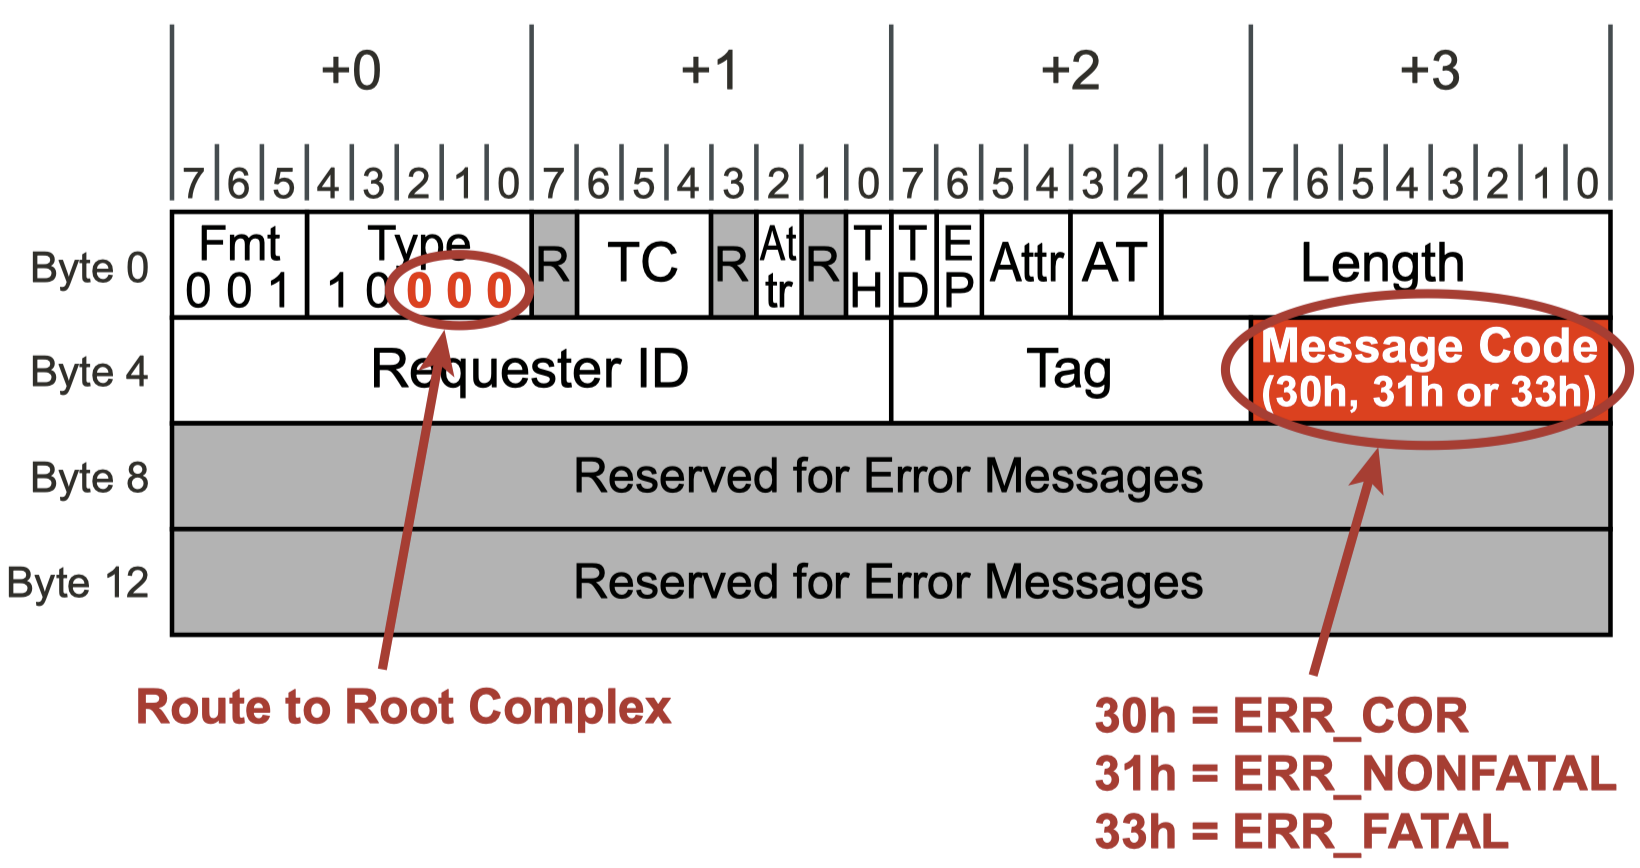 +0 +1 +2 +3
7 6 5 4 3 2 1 0 7 6 5 4 3 2 1 0 7 6 5 4 3 2 1 0 7 6 5 4 3 2 1 0
Byte 0
Fmt
0 0 1
Type
1 0 0 0 0
R
TC
R
At
tr
R
T
H
T
D
E
P
Attr
AT
Length
Byte 4
Requester ID
Tag
Message Code
(30h, 31h or 33h)
Byte 8
Reserved for Error Messages
Byte 12
Reserved for Error Messages
Route to Root Complex
30h = ERR_COR
31h = ERR_NONFATAL
33h = ERR_FATAL